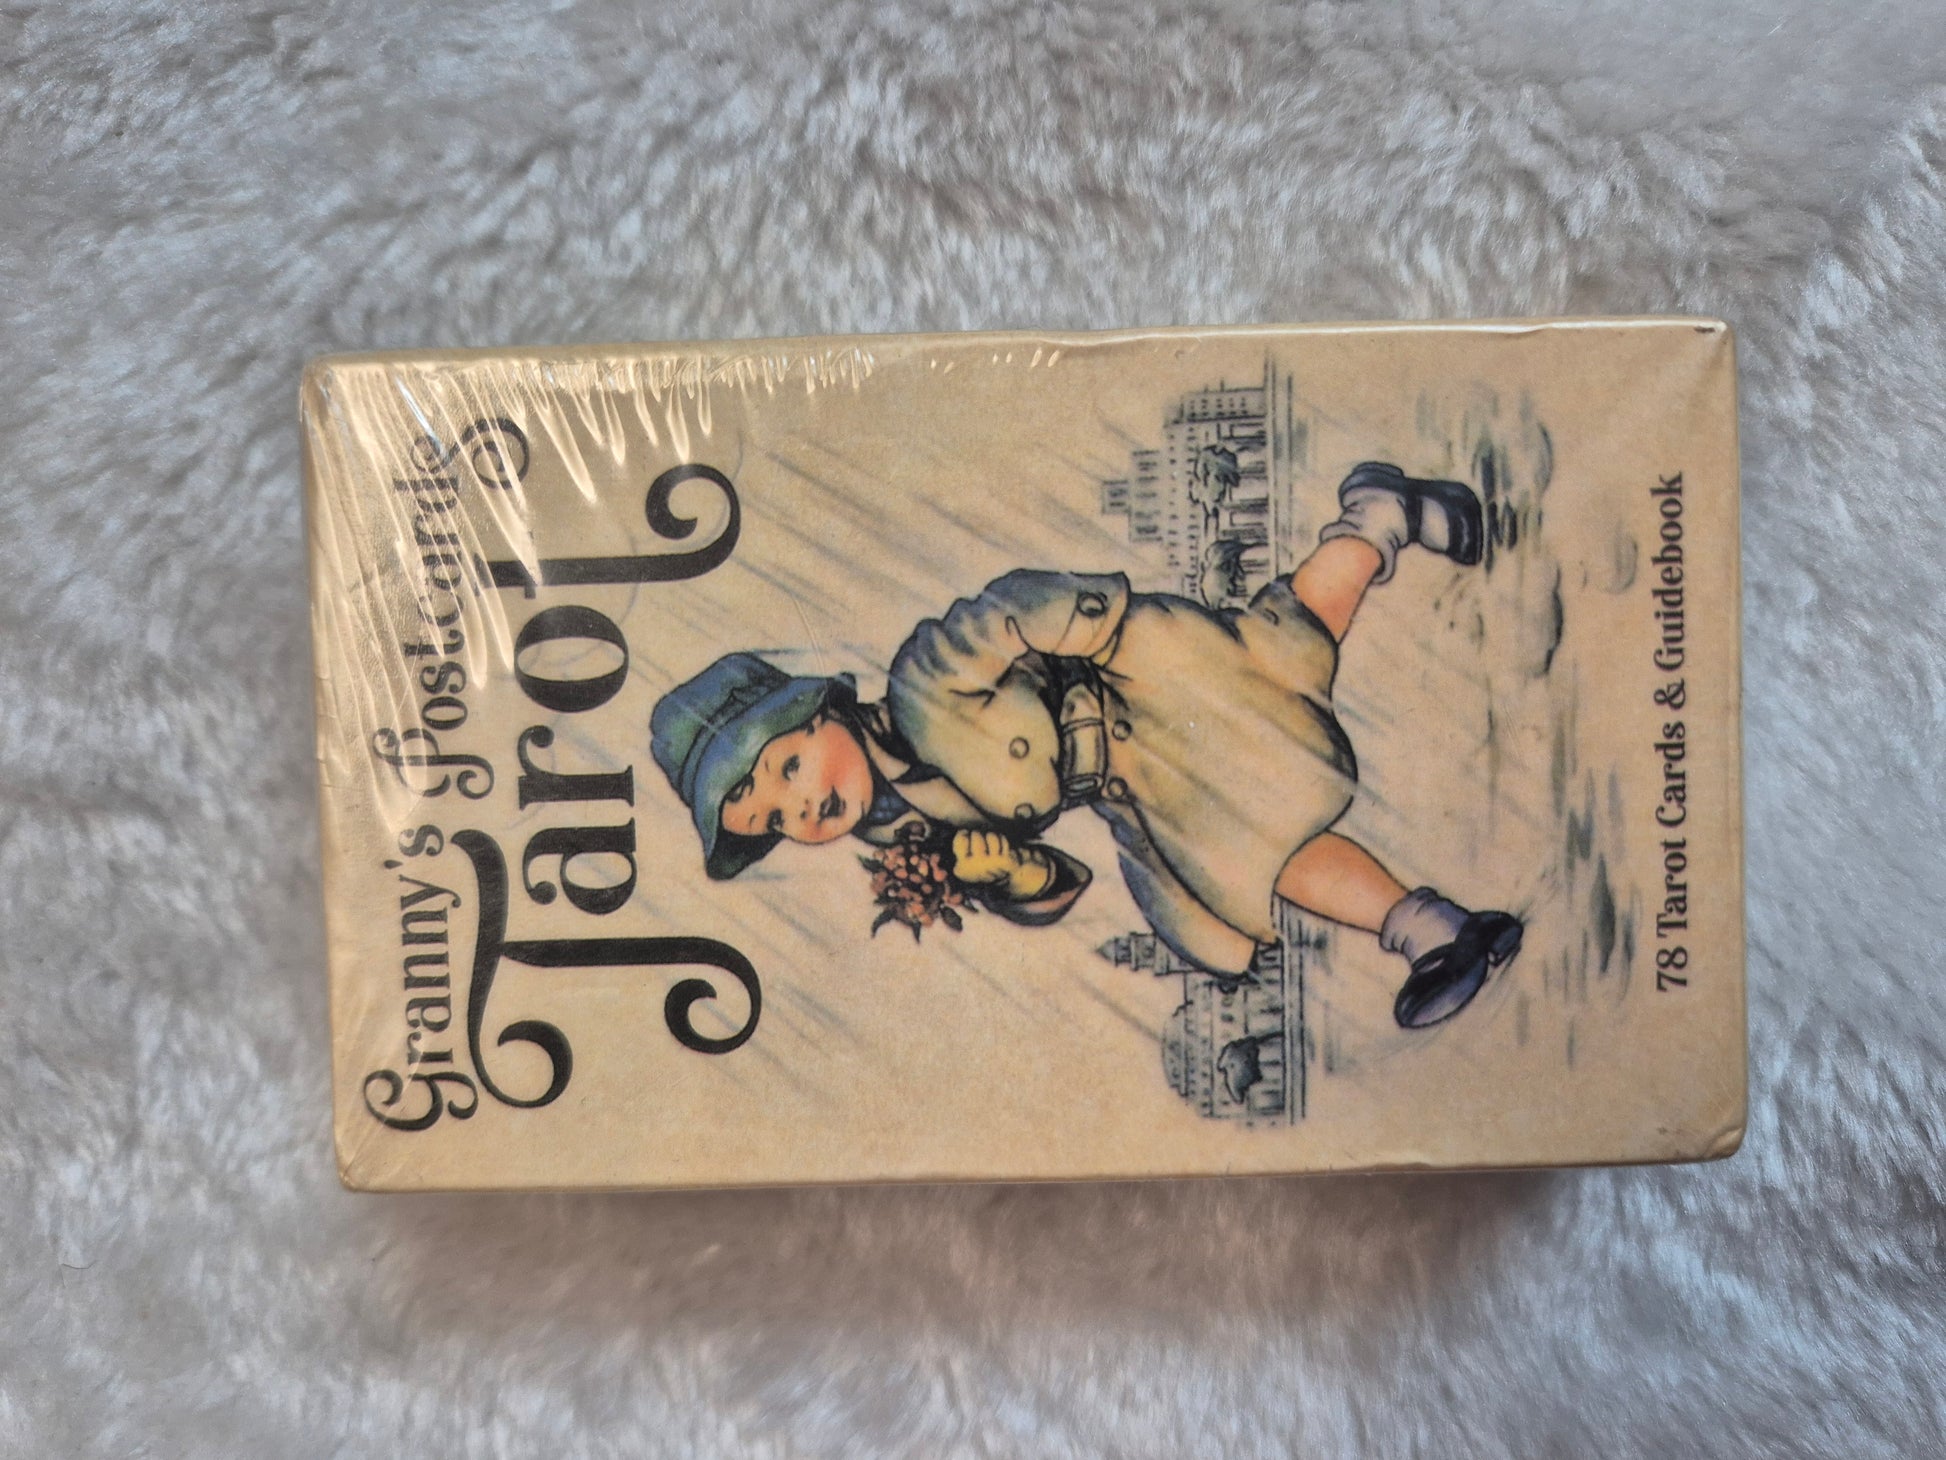 Granny's Postcards
Tarot
78 Tarot Cards & Guidebook